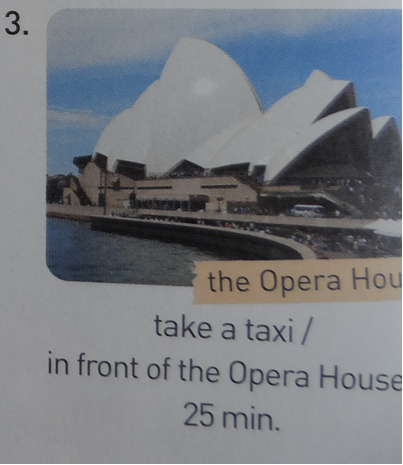 3.
the Opera Hou
take a taxi /
in front of the Opera House
25 min.